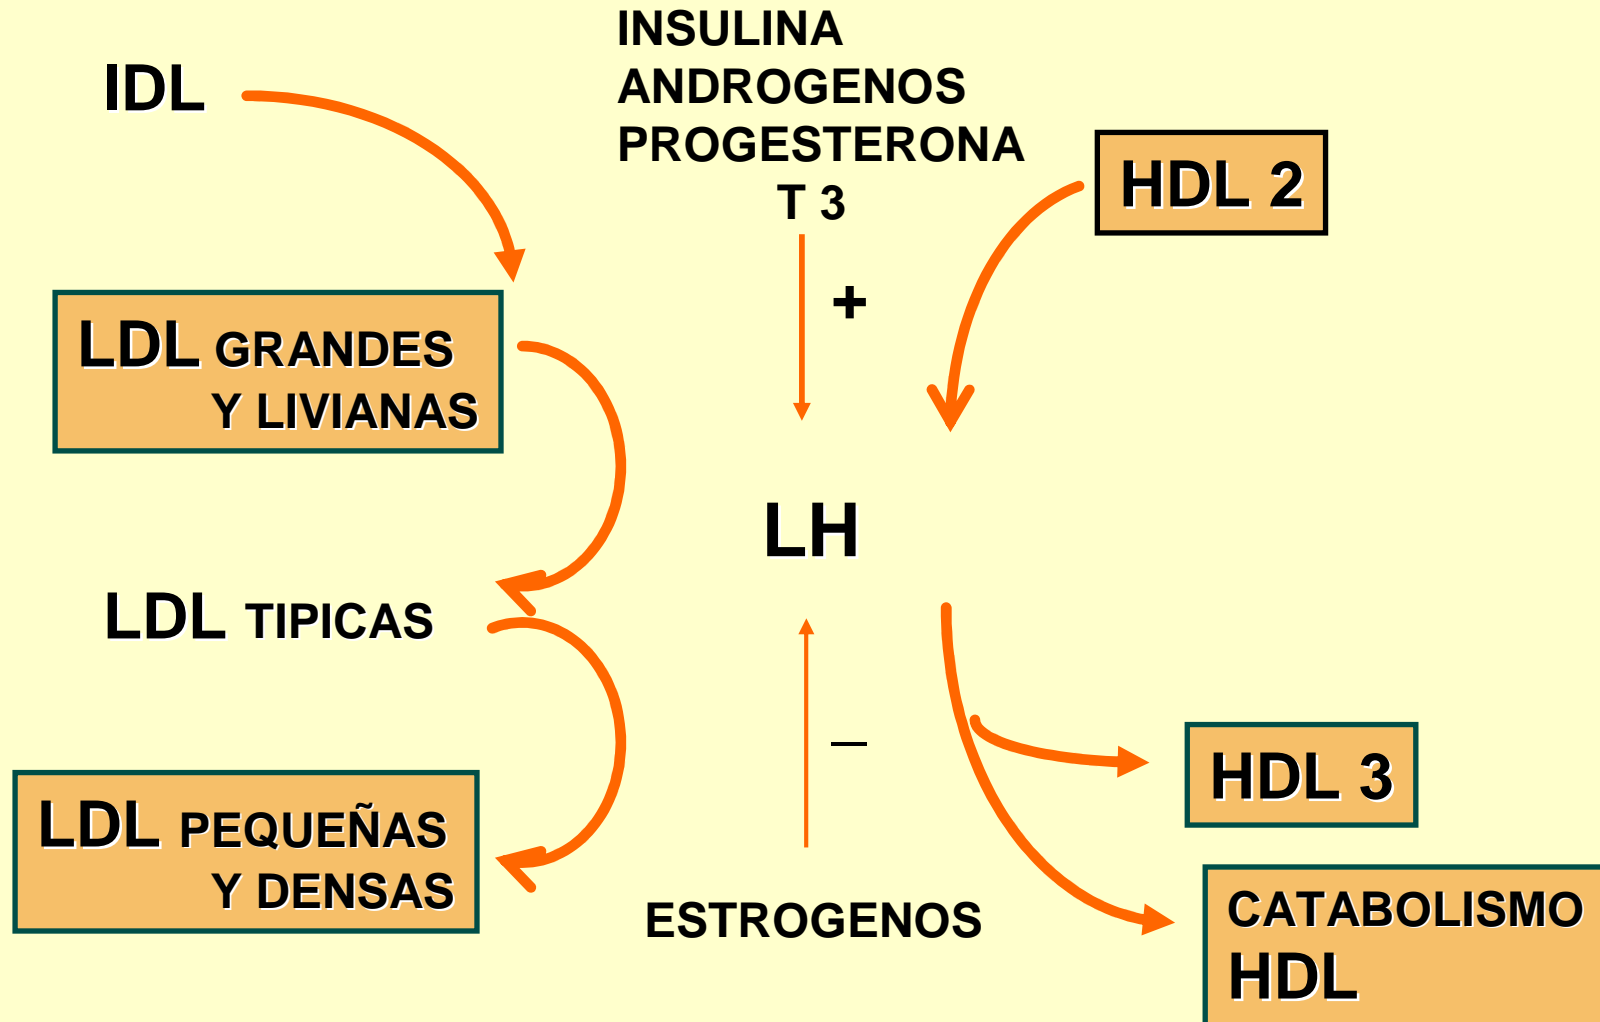 INSULINA
ANDROGENOS
PROGESTERONA
T 3
IDL
HDL 2
+
LDL GRANDES
Y LIVIANAS
LH
LDL TIPICAS
–
HDL 3
LDL PEQUEÑAS
Y DENSAS
ESTROGENOS
CATABOLISMO
HDL